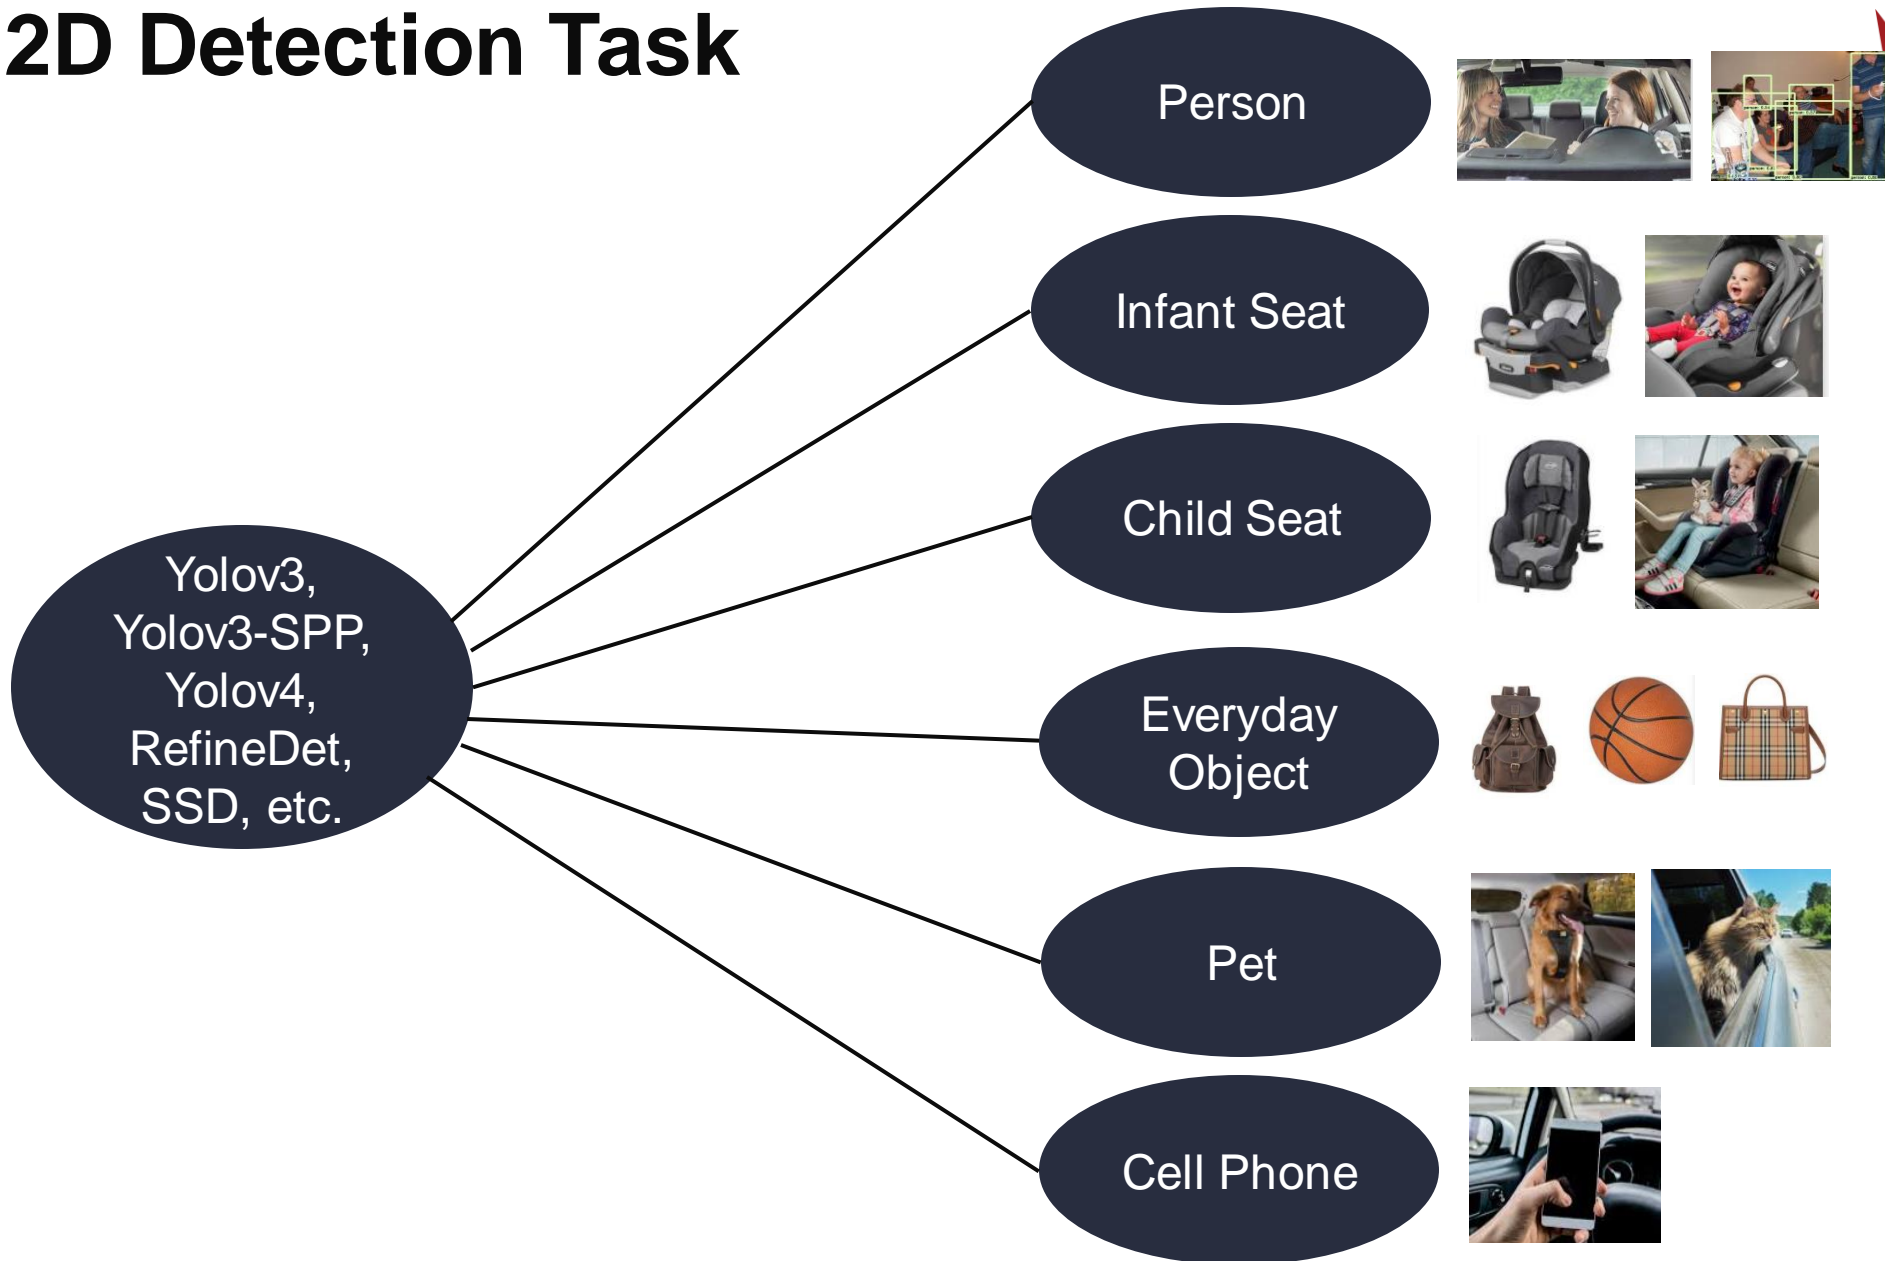 2D Detection Task
Person
Infant Seat
Child Seat
Yolov3,
Yolov3-SPP,
Yolov4,
RefineDet,
SSD, etc.
Everyday
Object
Pet
Cell Phone